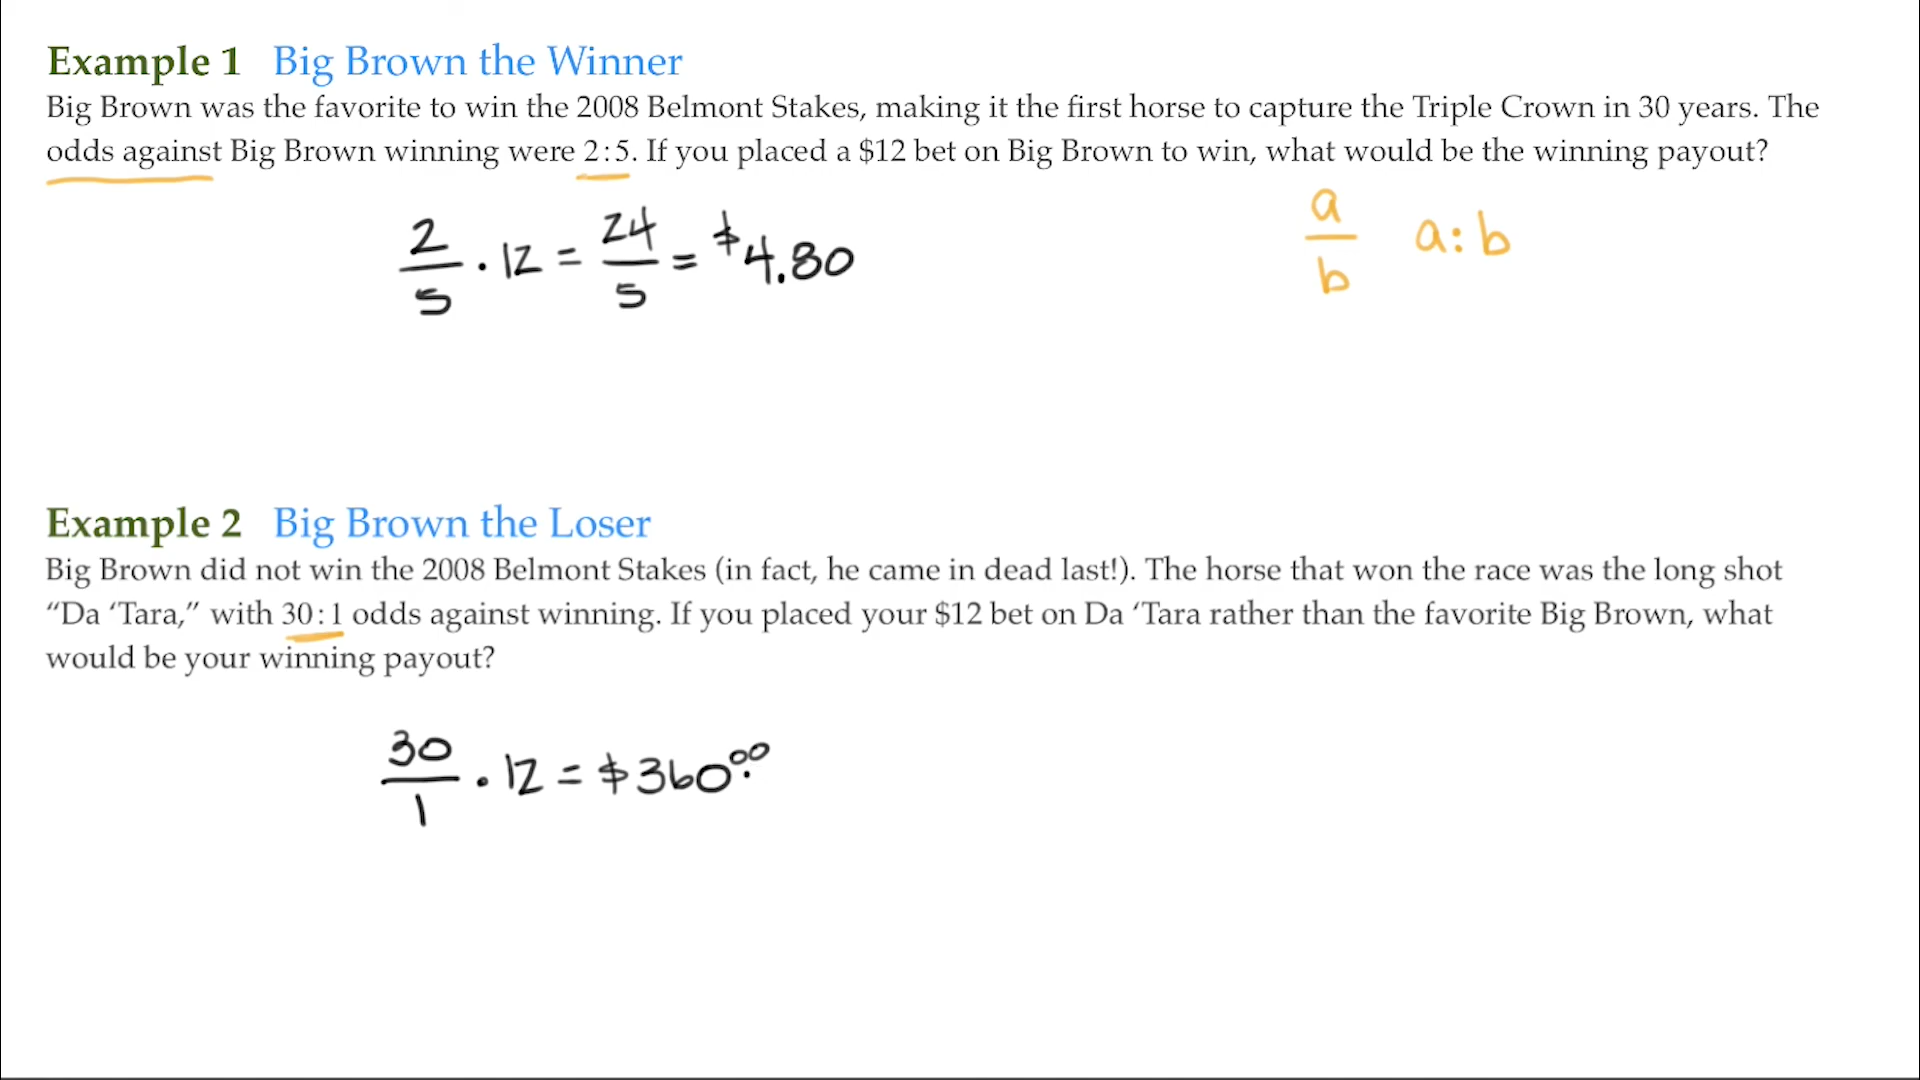 Example 1 Big Brown the Winner
Big Brown was the favorite to win the 2008 Belmont Stakes, making it the first horse to capture the Triple Crown in 30 years. The
odds against Big Brown winning were 2:5. If you placed a $12 bet on Big Brown to win, what would be the winning payout?
2/5 · 12 = 24/5 = $4.80
a/b a:b
Example 2 Big Brown the Loser
Big Brown did not win the 2008 Belmont Stakes (in fact, he came in dead last!). The horse that won the race was the long shot
“Da ‘Tara,” with 30:1 odds against winning. If you placed your $12 bet on Da ‘Tara rather than the favorite Big Brown, what
would be your winning payout?
30/1 · 12 = $360.00